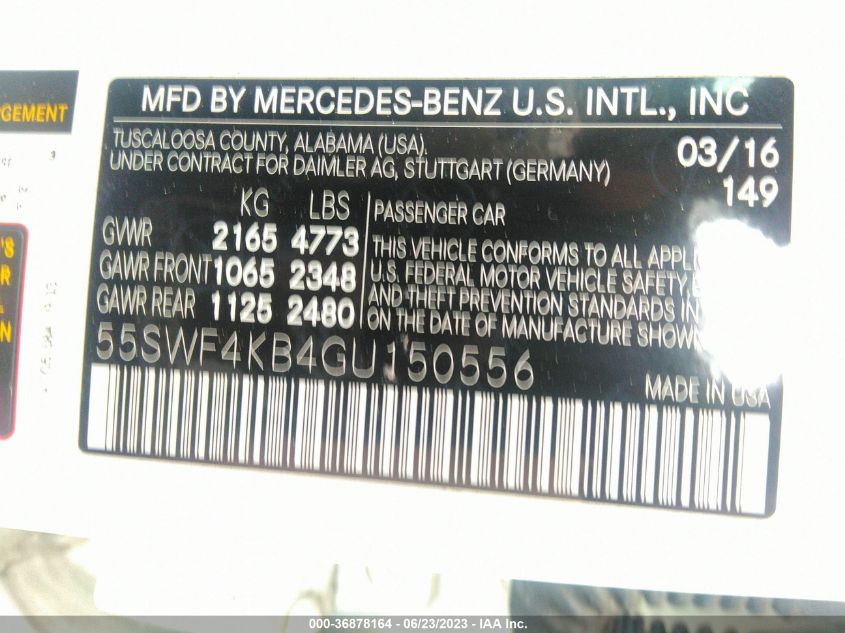 MFD BY MERCEDES-BENZ U.S. INTL., INC
GEMENT
TUSCALOOSA COUNTY, ALABAMA (USA).
UNDER CONTRACT FOR DAIMLER AG, STUTTGART (GERMANY)
03/16
149
KG LBS
GVWR 2165 4773
GAWR FRONT 1065 2348
GAWR REAR 1125 2480
PASSENGER CAR
THIS VEHICLE CONFORMS TO ALL APPLI
U.S. FEDERAL MOTOR VEHICLE SAFETY,
AND THEFT PREVENTION STANDARDS IN
ON THE DATE OF MANUFACTURE SHOW
55SWF4KB4GU150556
MADE IN USA
000-36878164 - 06/23/2023 - IAA Inc.